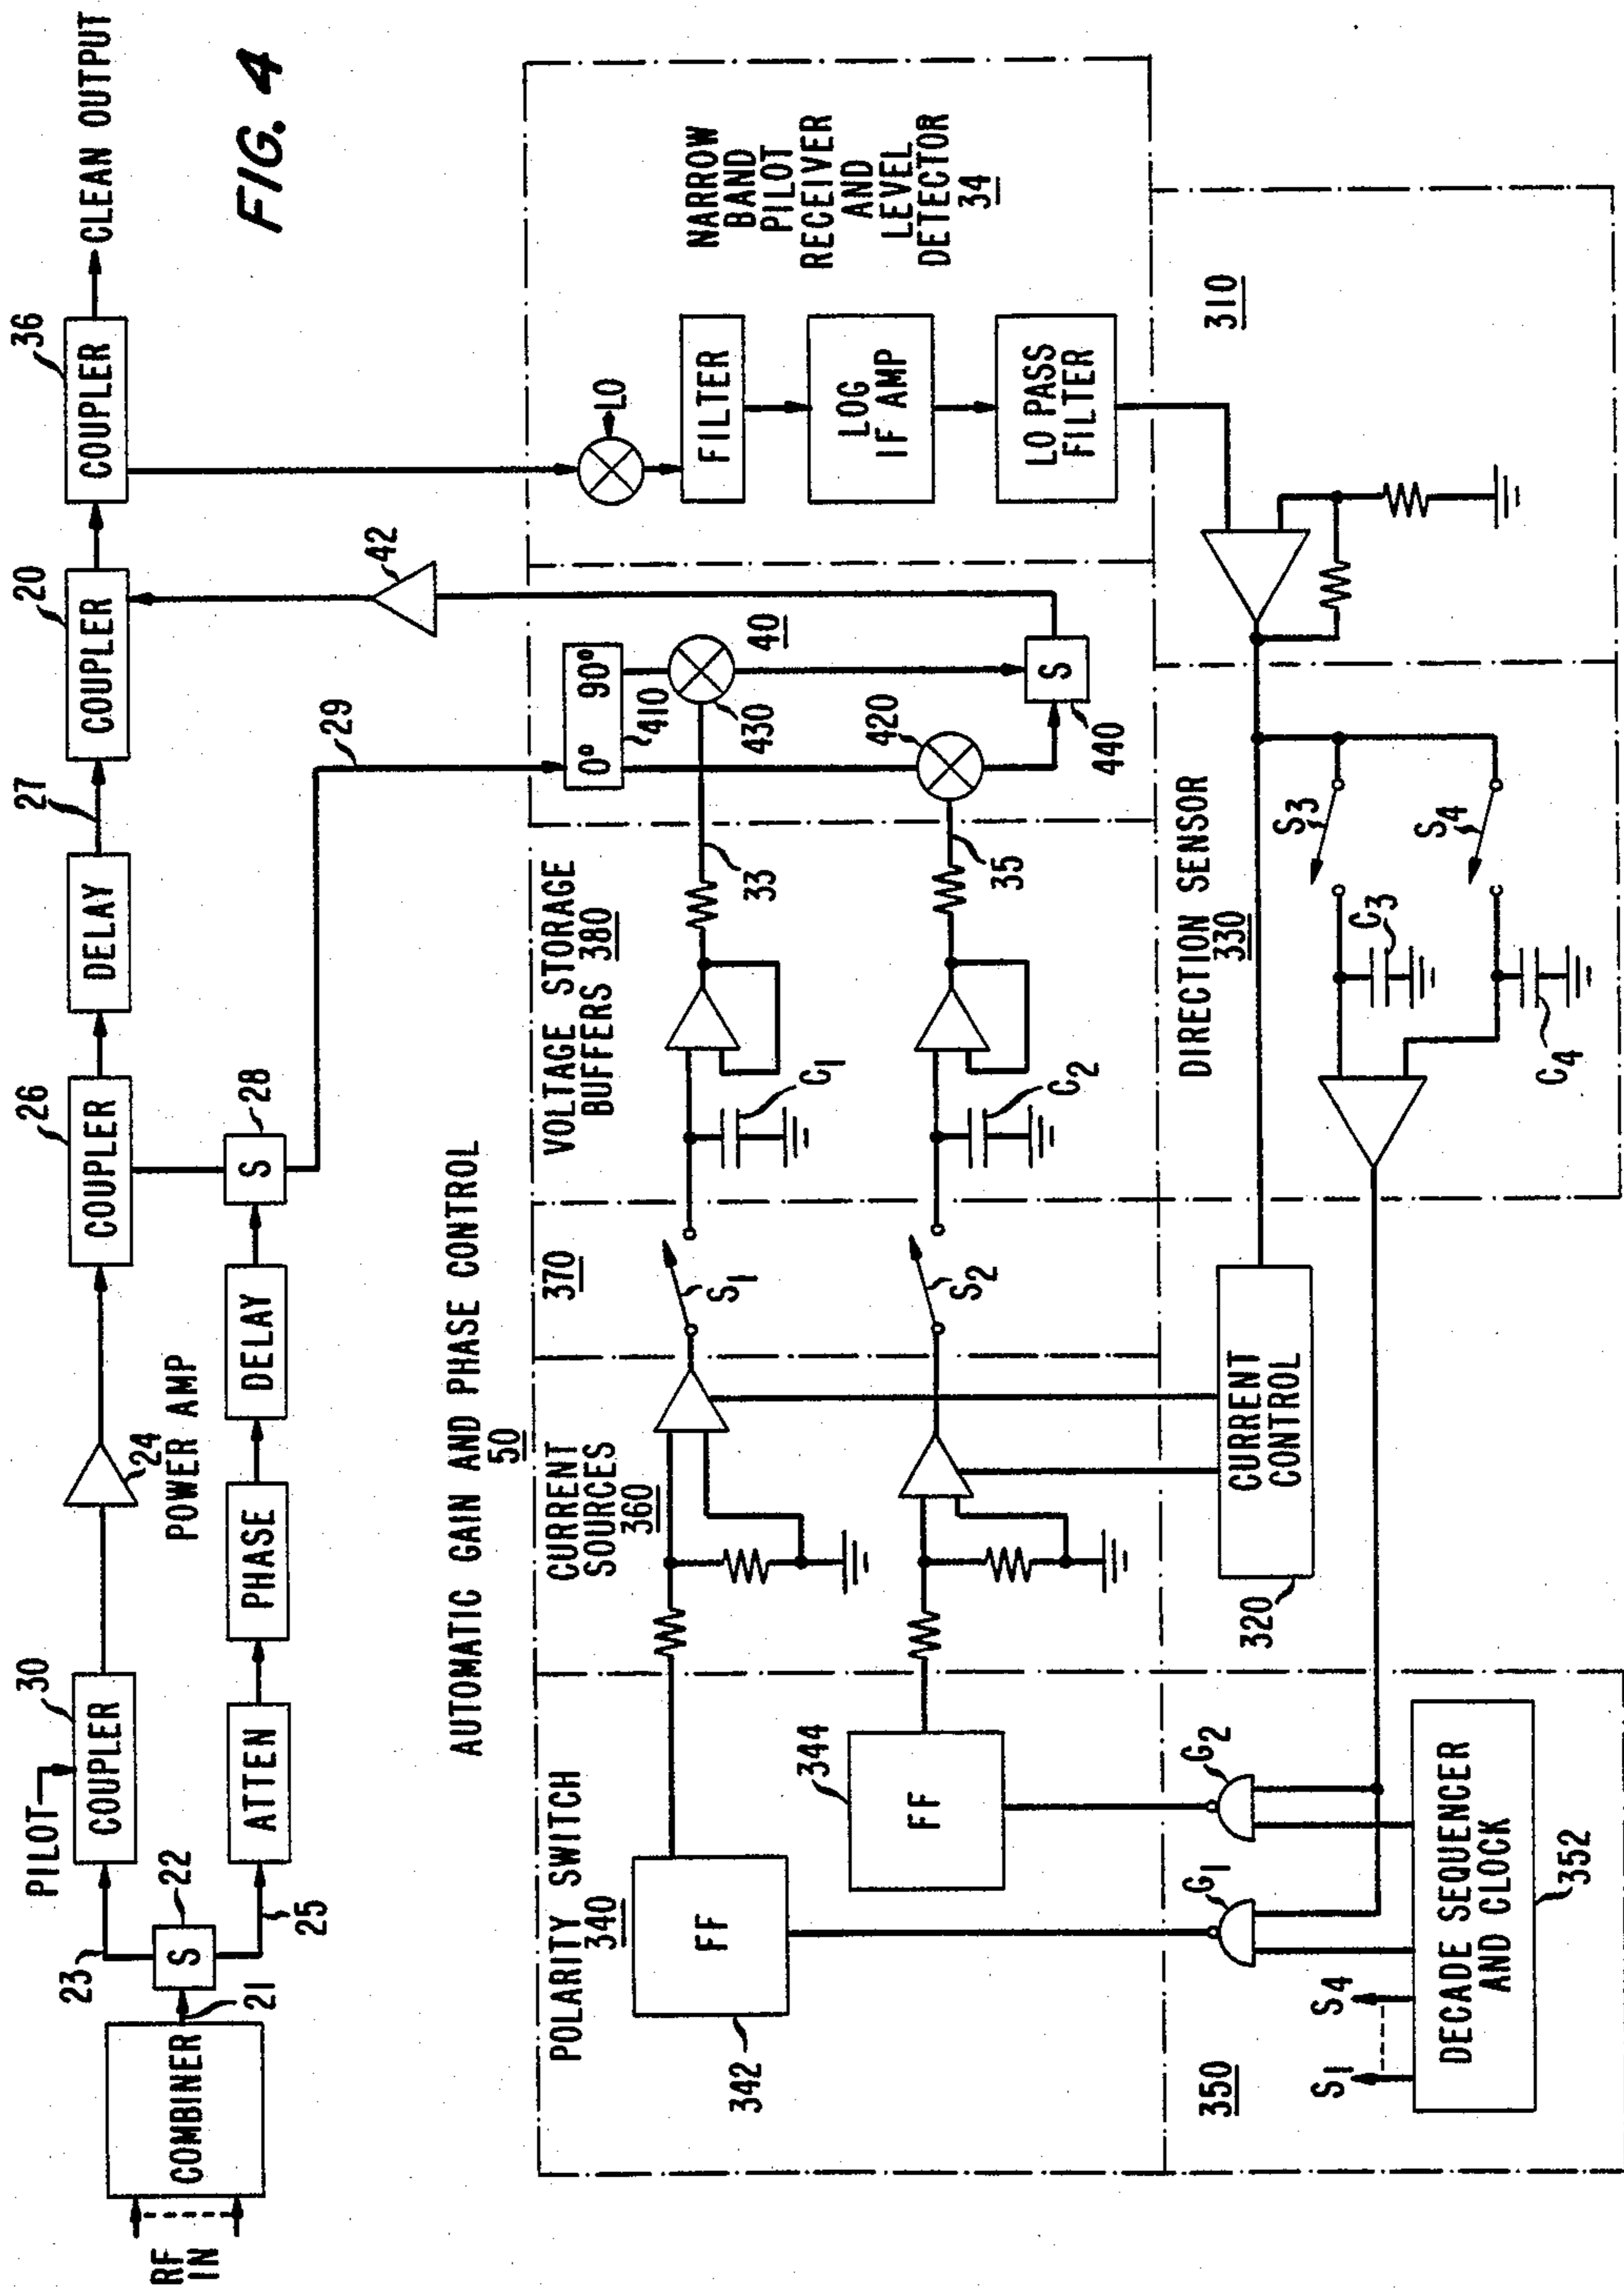 FIG. 4
RF
IN
COMBINER
21
S
22
23
25
PILOT
COUPLER
30
24
POWER AMP
COUPLER
26
DELAY
27
COUPLER
20
COUPLER
36
CLEAN OUTPUT
ATTEN
PHASE
DELAY
S
28
29
42
AUTOMATIC GAIN AND PHASE CONTROL
50
POLARITY SWITCH
340
FF
342
FF
344
CURRENT
SOURCES
360
370
S1
S2
VOLTAGE STORAGE
BUFFERS 380
C1
C2
33
35
0° 90°
410
40
430
420
S
440
LO
FILTER
LOG
IF AMP
LO PASS
FILTER
NARROW
BAND
PILOT
RECEIVER
AND
LEVEL
DETECTOR
34
350
S1
S4
G1
G2
DECADE SEQUENCER
AND CLOCK
352
CURRENT
CONTROL
320
DIRECTION SENSOR
330
S3
S4
C3
C4
310